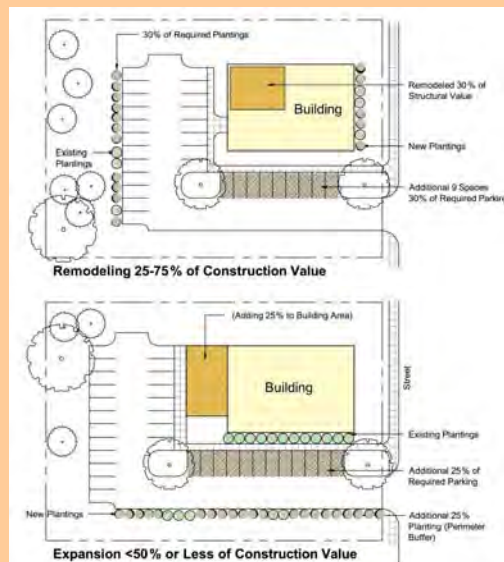 30% of Required Plantings
Remodeled 30% of
Structural Value
Building
Existing
Plantings
New Plantings
Additional 9 Spaces
30% of Required Parking
Remodeling 25-75% of Construction Value
(Adding 25% to Building Area)
Building
Street
Existing Plantings
Additional 25% of
Required Parking
New Plantings
Additional 25%
Planting (Perimeter
Buffer)
Expansion <50% or Less of Construction Value